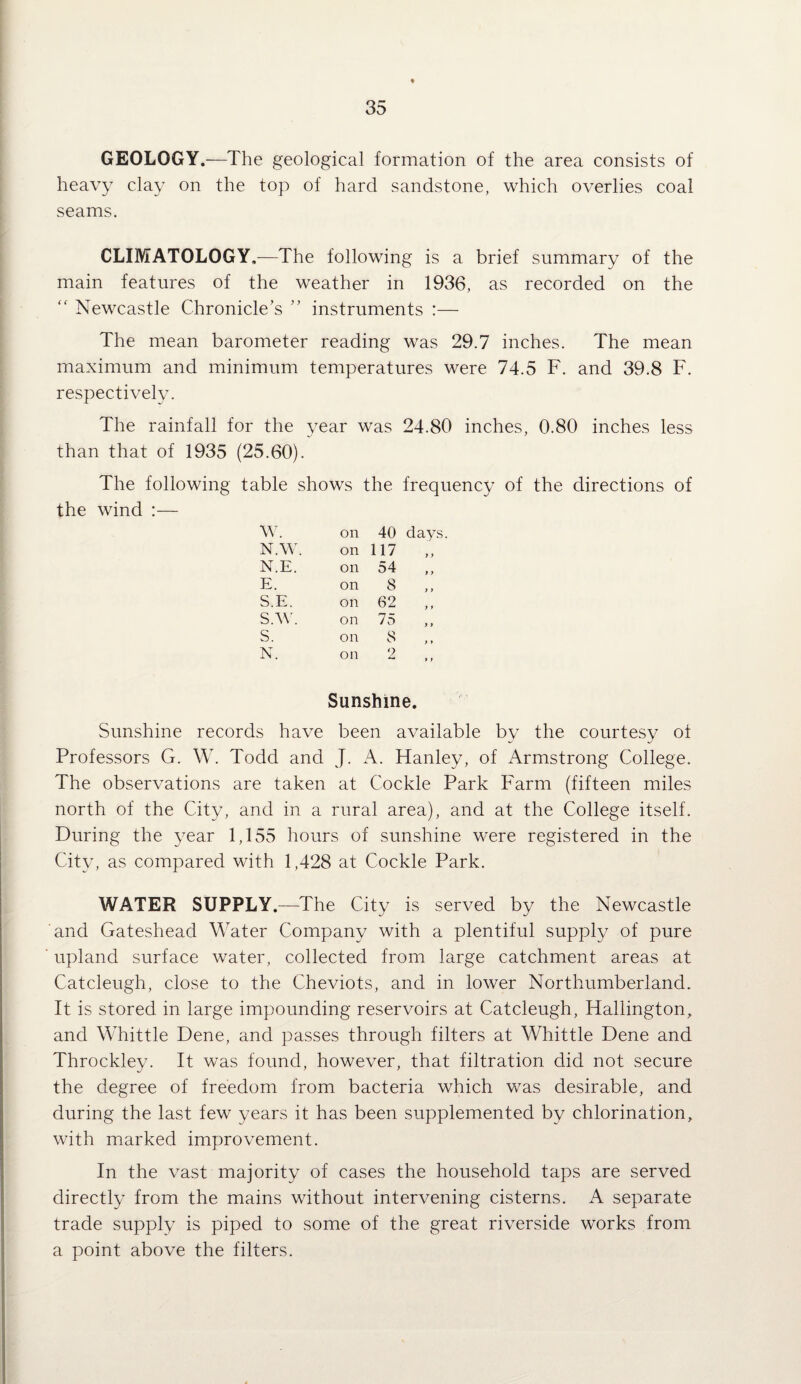 35
GEOLOGY.—The geological formation of the area consists of
heavy clay on the top of hard sandstone, which overlies coal
seams.
CLIMATOLOGY.—The following is a brief summary of the
main features of the weather in 1936, as recorded on the
“ Newcastle Chronicle’s ” instruments :—
The mean barometer reading was 29.7 inches. The mean
maximum and minimum temperatures were 74.5 F. and 39.8 F.
respectively.
The rainfall for the year was 24.80 inches, 0.80 inches less
than that of 1935 (25.60).
The following table shows the frequency of the directions of
the wind :—
W. on 40 days.
N.W. on 117 ,,
N.E. on 54 ,,
E. on 8 ,,
S.E. on 62 ,,
S.W. on 75 ,,
S. on 8 ,,
N. on 2 ,,
Sunshine.
Sunshine records have been available by the courtesy of
Professors G. W. Todd and J. A. Hanley, of Armstrong College.
The observations are taken at Cockle Park Farm (fifteen miles
north of the City, and in a rural area), and at the College itself.
During the year 1,155 hours of sunshine were registered in the
City, as compared with 1,428 at Cockle Park.
WATER SUPPLY.—The City is served by the Newcastle
and Gateshead Water Company with a plentiful supply of pure
upland surface water, collected from large catchment areas at
Catcleugh, close to the Cheviots, and in lower Northumberland.
It is stored in large impounding reservoirs at Catcleugh, Hallington,
and Whittle Dene, and passes through filters at Whittle Dene and
Throckley. It was found, however, that filtration did not secure
the degree of freedom from bacteria which was desirable, and
during the last few years it has been supplemented by chlorination,
with marked improvement.
In the vast majority of cases the household taps are served
directly from the mains without intervening cisterns. A separate
trade supply is piped to some of the great riverside works from
a point above the filters.